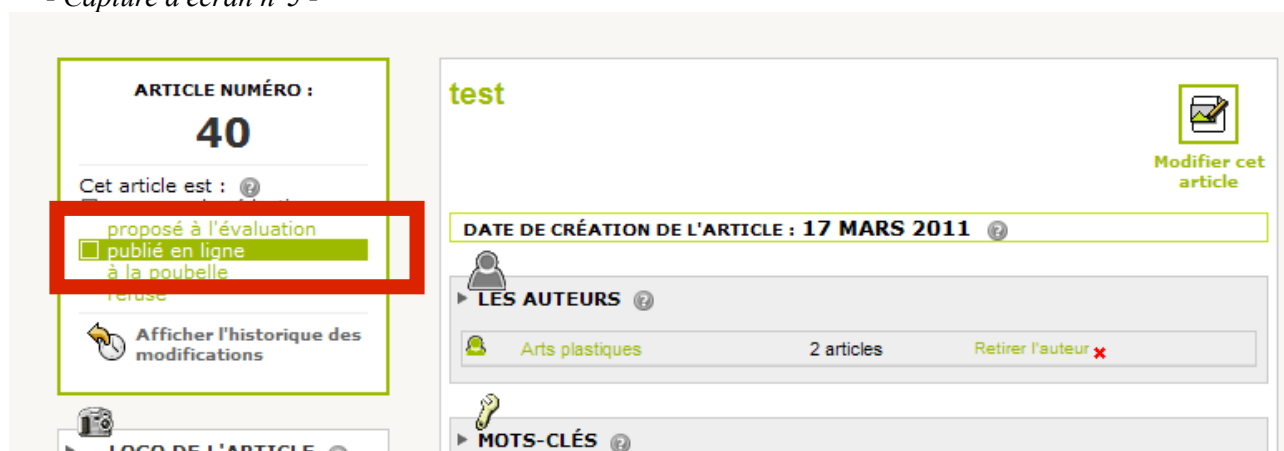 ARTICLE NUMÉRO :
40
Cet article est :
proposé à l'évaluation
publié en ligne
à la poubelle
Afficher l'historique des
modifications
LOGO DE L'ARTICLE
test
Modifier cet
article
DATE DE CRÉATION DE L'ARTICLE : 17 MARS 2011
LES AUTEURS
Arts plastiques 2 articles Retirer l'auteur
MOTS-CLÉS